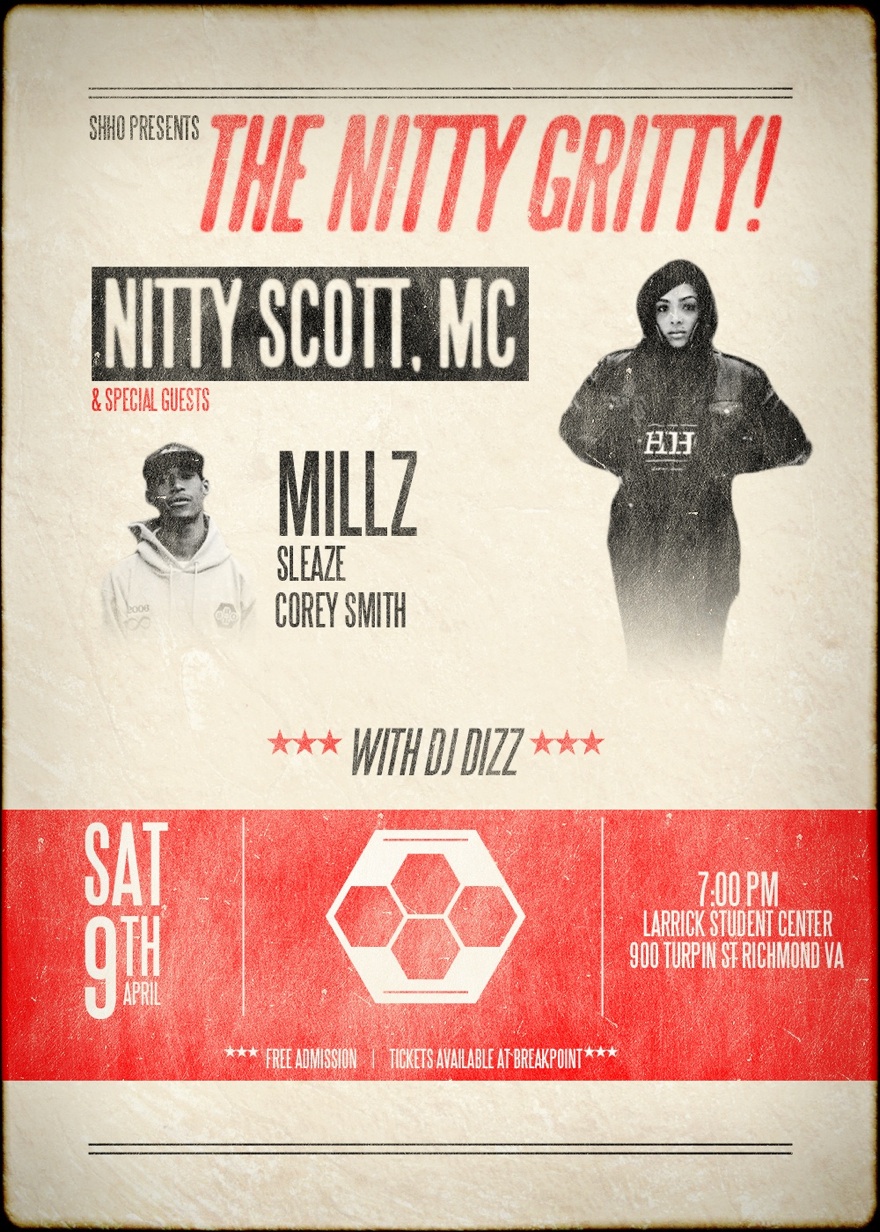 SHHO PRESENTS
THE NITTY GRITTY!
NITTY SCOTT, MC
& SPECIAL GUESTS
MILLZ
SLEAZE
COREY SMITH
2008
WITH DJ DIZZ
SAT
9TH
APRIL
7:00 PM
LARRICK STUDENT CENTER
900 TURPIN ST RICHMOND VA
FREE ADMISSION | TICKETS AVAILABLE AT BREAKPOINT